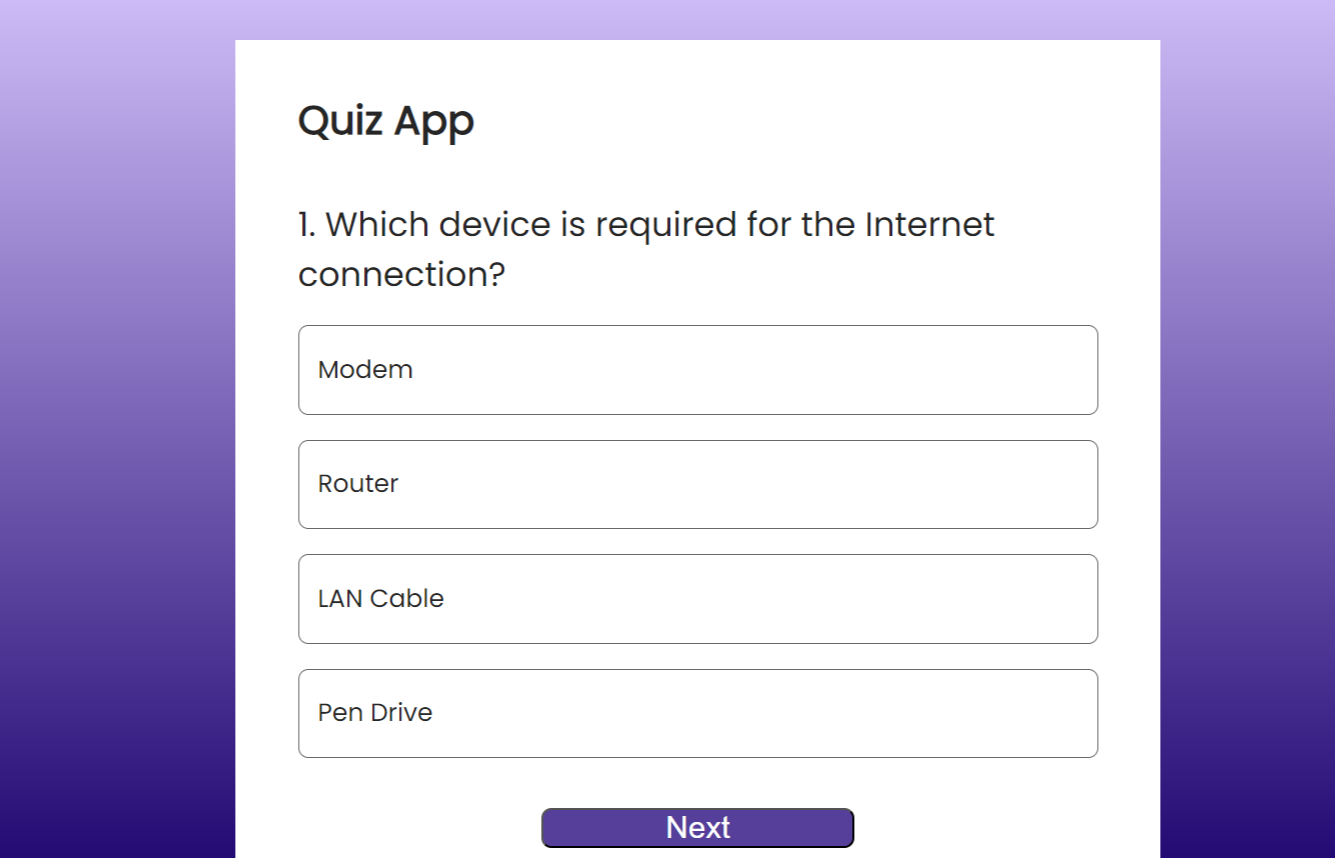 Quiz App
1. Which device is required for the Internet
connection?
Modem
Router
LAN Cable
Pen Drive
Next